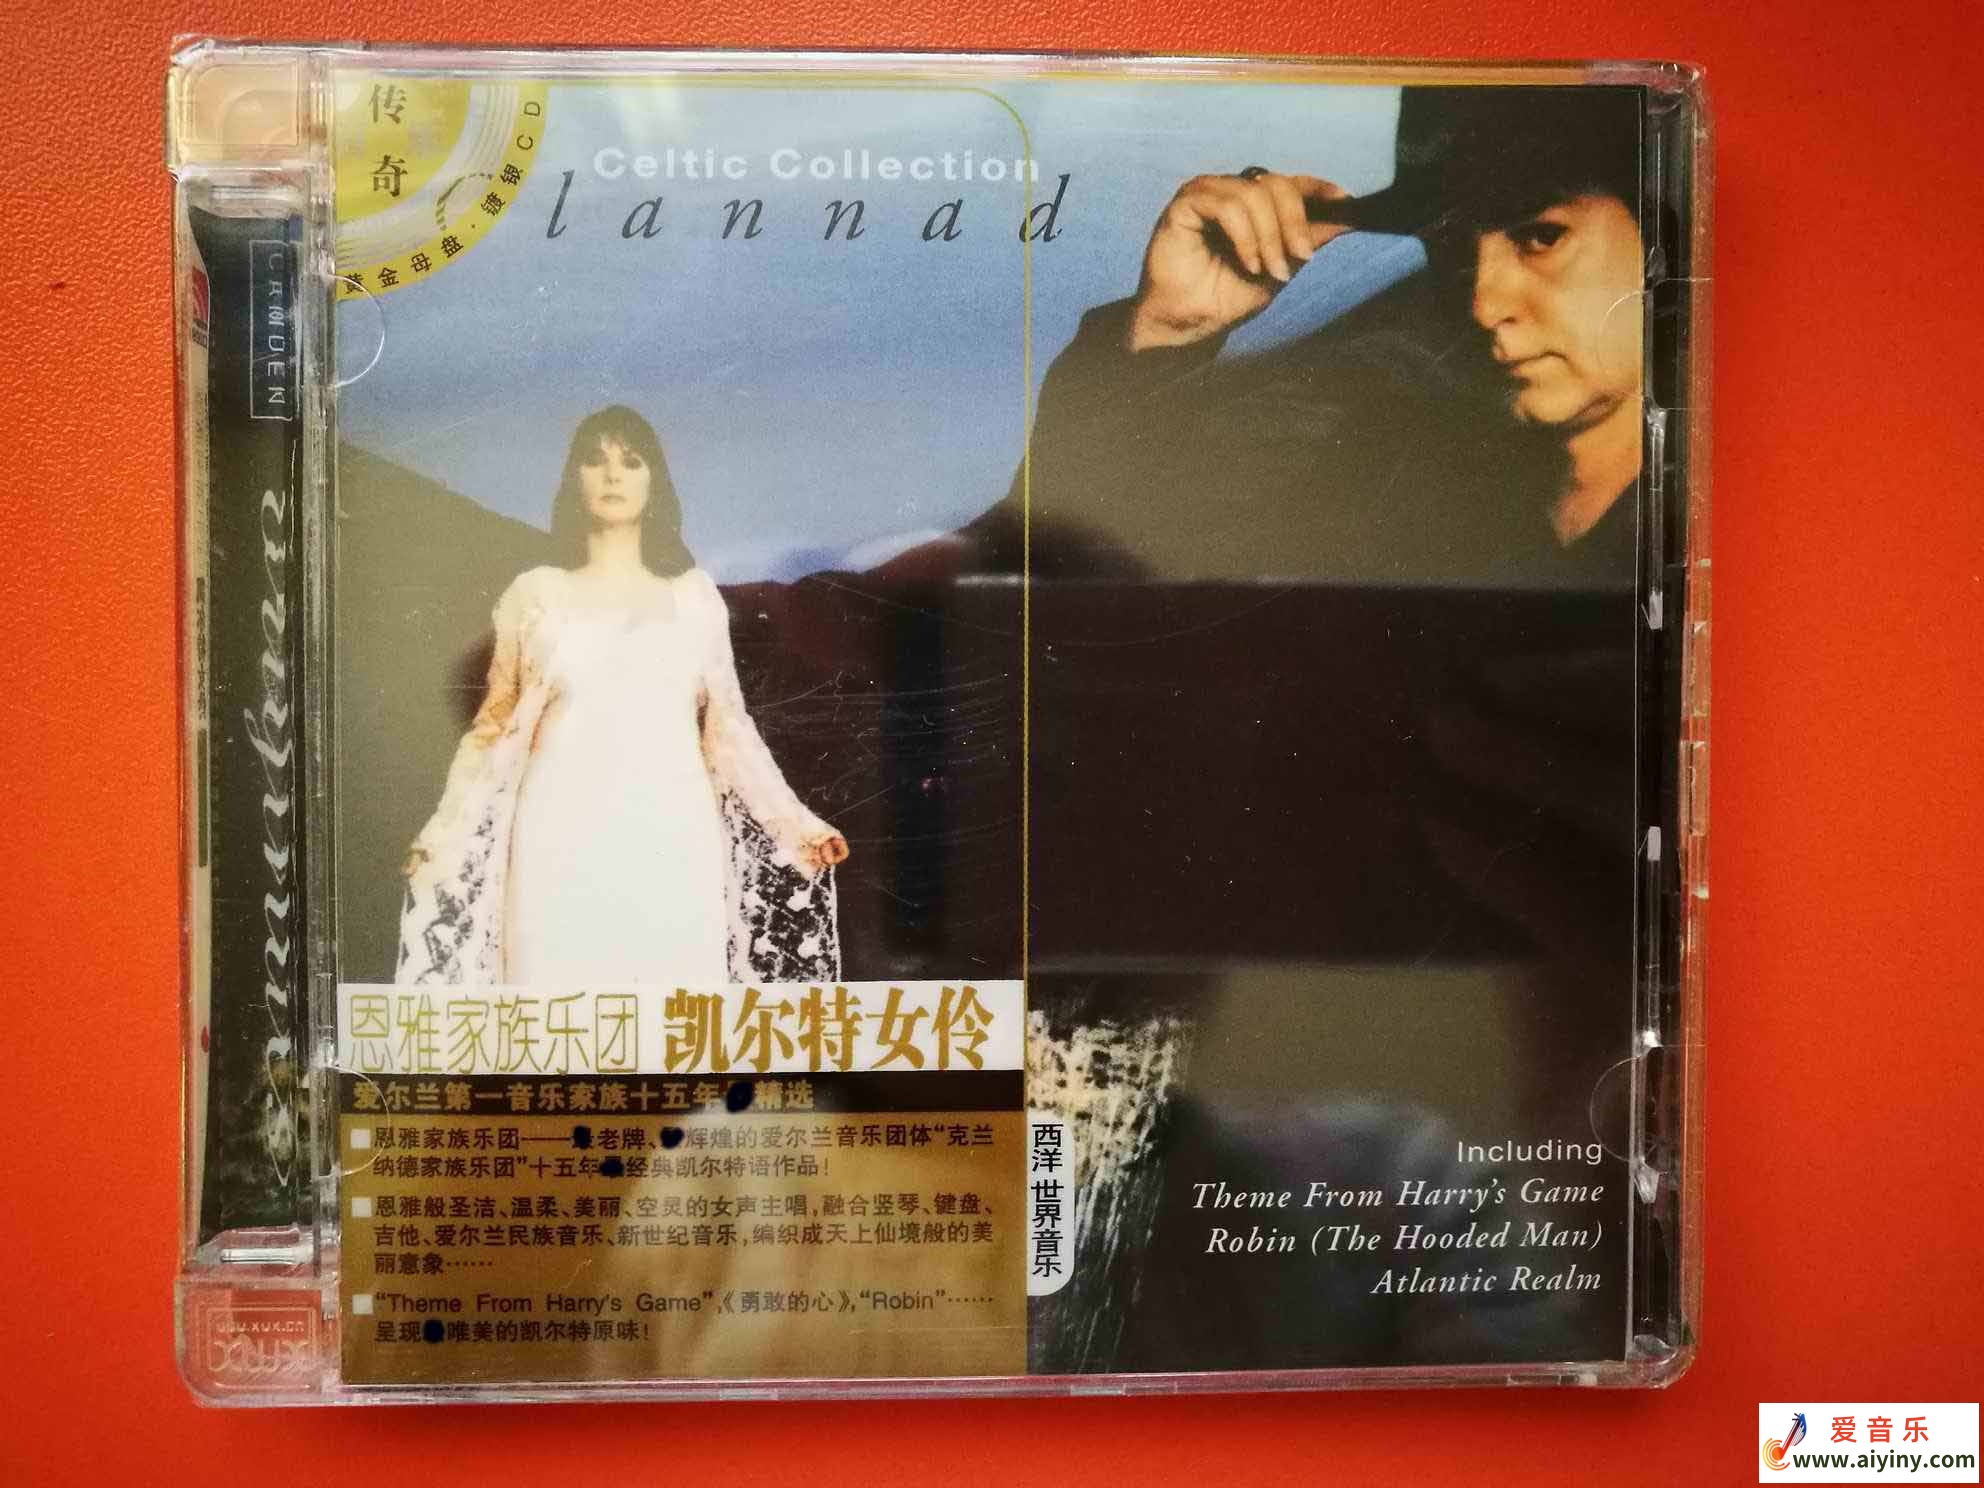 传
奇
黄金母盘·镀银CD
Celtic Collection
lannad
CAMDEN
恩雅家族乐团 凯尔特女伶
爱尔兰第一音乐家族十五年 精选
恩雅家族乐团—— 老牌、 辉煌的爱尔兰音乐团体“克兰
纳德家族乐团”十五年 经典凯尔特语作品!
恩雅般圣洁、温柔、美丽、空灵的女声主唱,融合竖琴、键盘、
吉他、爱尔兰民族音乐、新世纪音乐,编织成天上仙境般的美
丽意象……
“Theme From Harry's Game”,《勇敢的心》,“Robin”……
呈现 唯美的凯尔特原味!
西洋 世界音乐
Including
Theme From Harry's Game
Robin (The Hooded Man)
Atlantic Realm
www.xwx.cn
爱音乐
www.aiyiny.com